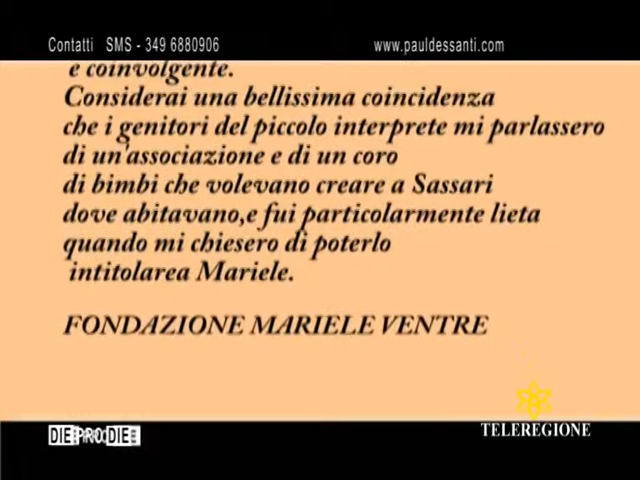 Contatti SMS - 349 6880906 www.pauldessanti.com
e coinvolgente.
Considerai una bellissima coincidenza
che i genitori del piccolo interprete mi parlassero
di un'associazione e di un coro
di bimbi che volevano creare a Sassari
dove abitavano,e fui particolarmente lieta
quando mi chiesero di poterlo
intitolarea Mariele.
FONDAZIONE MARIELE VENTRE
TELEREGIONE